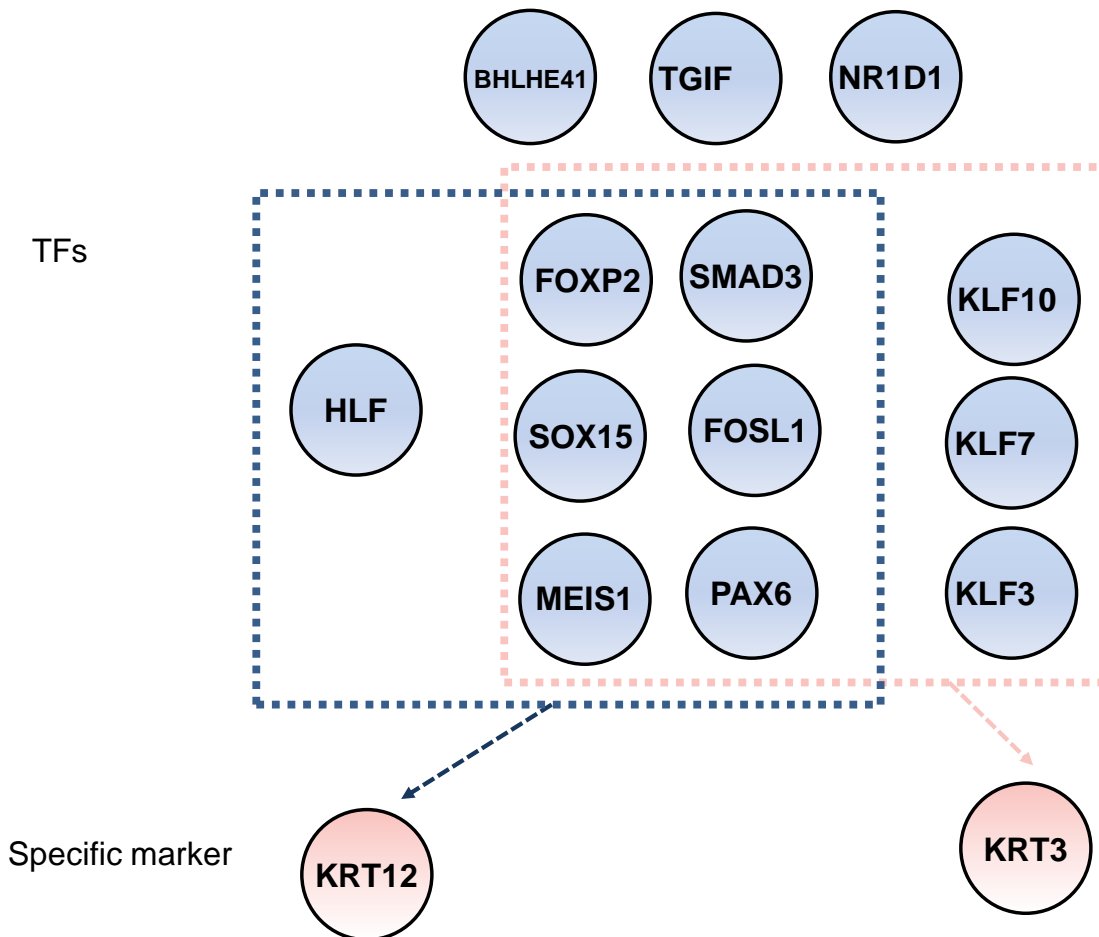 BHLHE41
TGIF
NR1D1
TFs
FOXP2
SMAD3
KLF10
HLF
SOX15
FOSL1
KLF7
MEIS1
PAX6
KLF3
Specific marker
KRT12
KRT3